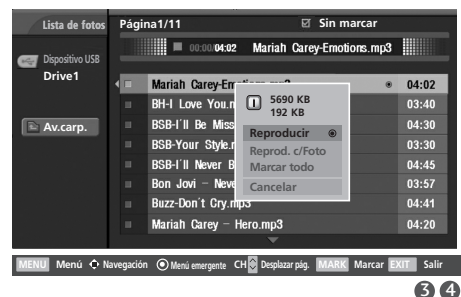 Lista de fotos
Página1/11
Sin marcar
00:00/04:02 Mariah Carey-Emotions.mp3
Dispositivo USB
Drive1
Av.carp.
Mariah Carey-Em 04:02
BH-I Love You.m 03:40
BSB-I'll Be Miss 04:30
BSB-Your Style.m 03:30
BSB-I'll Never B 04:45
Bon Jovi - Neve 03:57
Buzz-Don't Cry.mp3 04:41
Mariah Carey - Hero.mp3 04:20
5690 KB
192 KB
Reproducir
Reprod. c/Foto
Marcar todo
Cancelar
MENU Menú Navegación Menú emergente CH Desplazar pág. MARK Marcar EXIT Salir
3 4